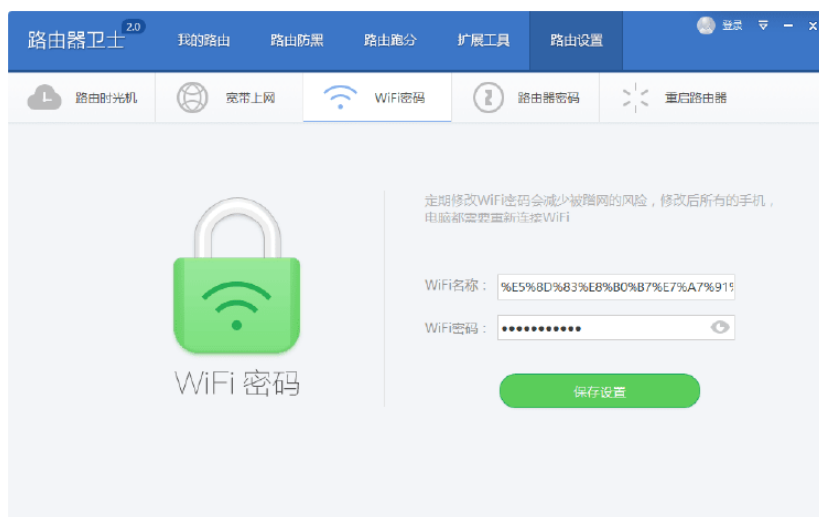 路由器卫士 2.0
我的路由
路由防黑
路由跑分
扩展工具
路由设置
登录
路由时光机
宽带上网
WiFi密码
路由器密码
重启路由器
定期修改WiFi密码会减少被蹭网的风险，修改后所有的手机，
电脑都需要重新连接WiFi
WiFi名称： %E5%8D%83%E8%B0%B7%E7%A7%91%
WiFi密码： •••••••••••
WiFi 密码
保存设置